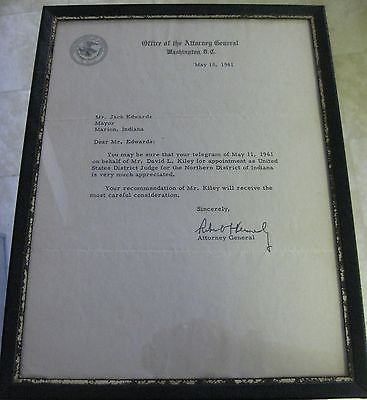 Office of the Attorney General
Washington, D.C.
May 18, 1961
Mr. Jack Edwards
Mayor
Marion, Indiana
Dear Mr. Edwards:
You may be sure that your telegram of May 11, 1961
on behalf of Mr. David L. Kiley for appointment as United
States District Judge for the Northern District of Indiana
is very much appreciated.
Your recommendation of Mr. Kiley will receive the
most careful consideration.
Sincerely,
Attorney General